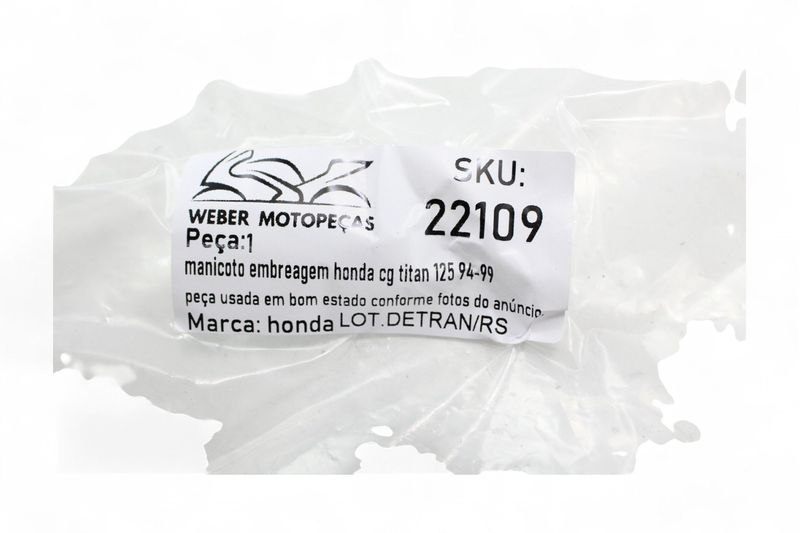 WEBER MOTOPEÇAS
SKU:
22109
Peça:1
manicoto embreagem honda cg titan 125 94-99
peça usada em bom estado conforme fotos do anúncio.
Marca: honda LOT.DETRAN/RS